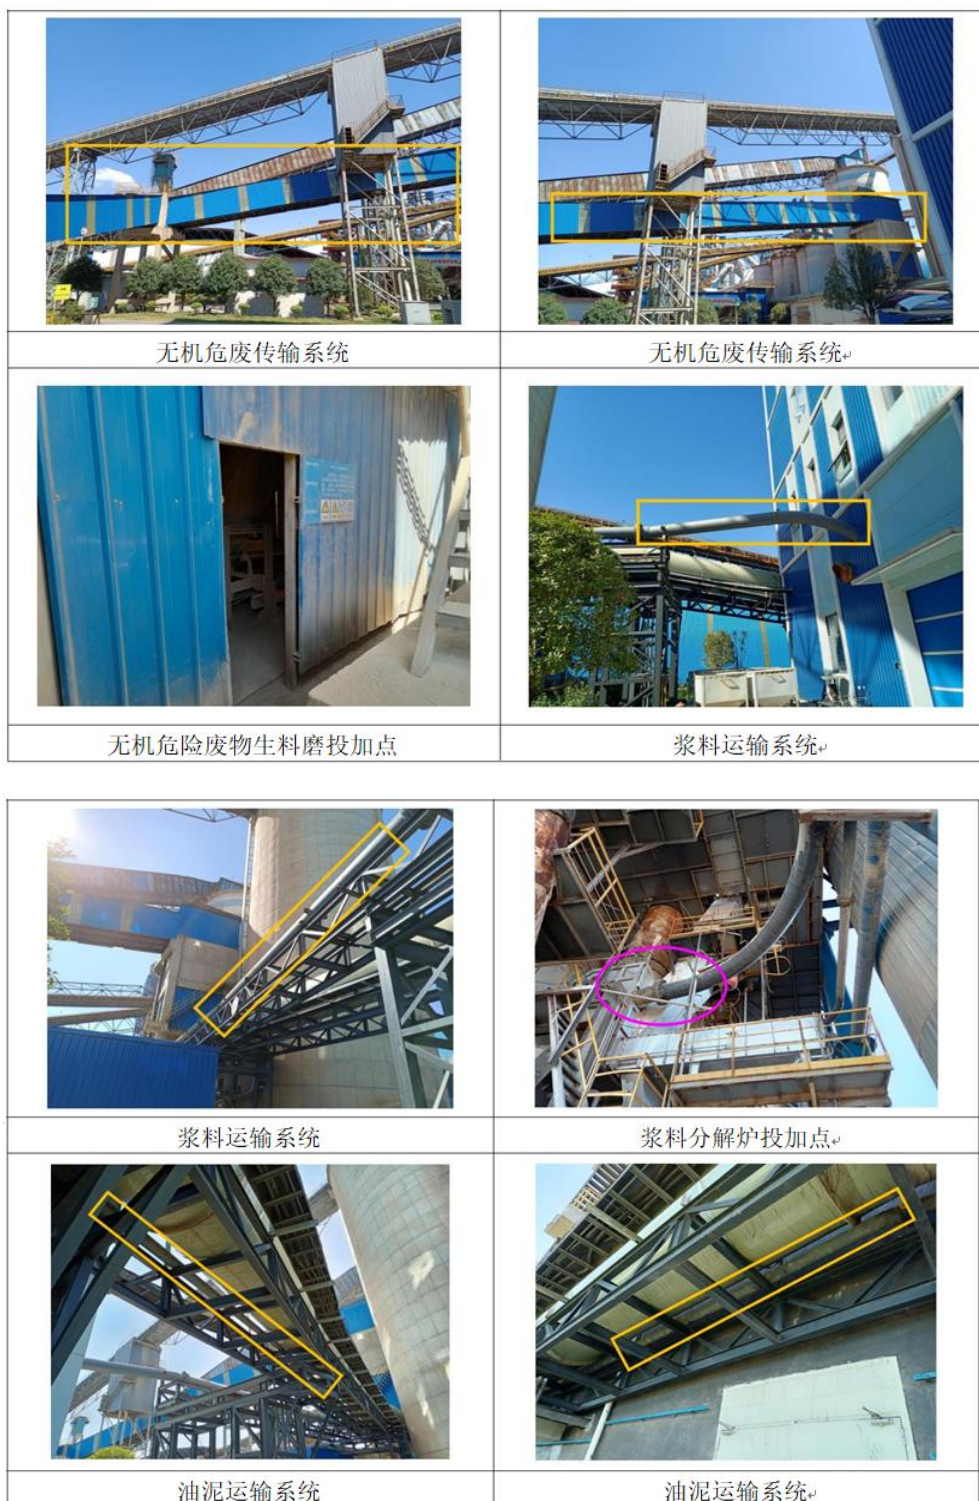 无机危废传输系统
无机危废传输系统
无机危险废物生料磨投加点
浆料运输系统
浆料运输系统
浆料分解炉投加点
油泥运输系统
油泥运输系统